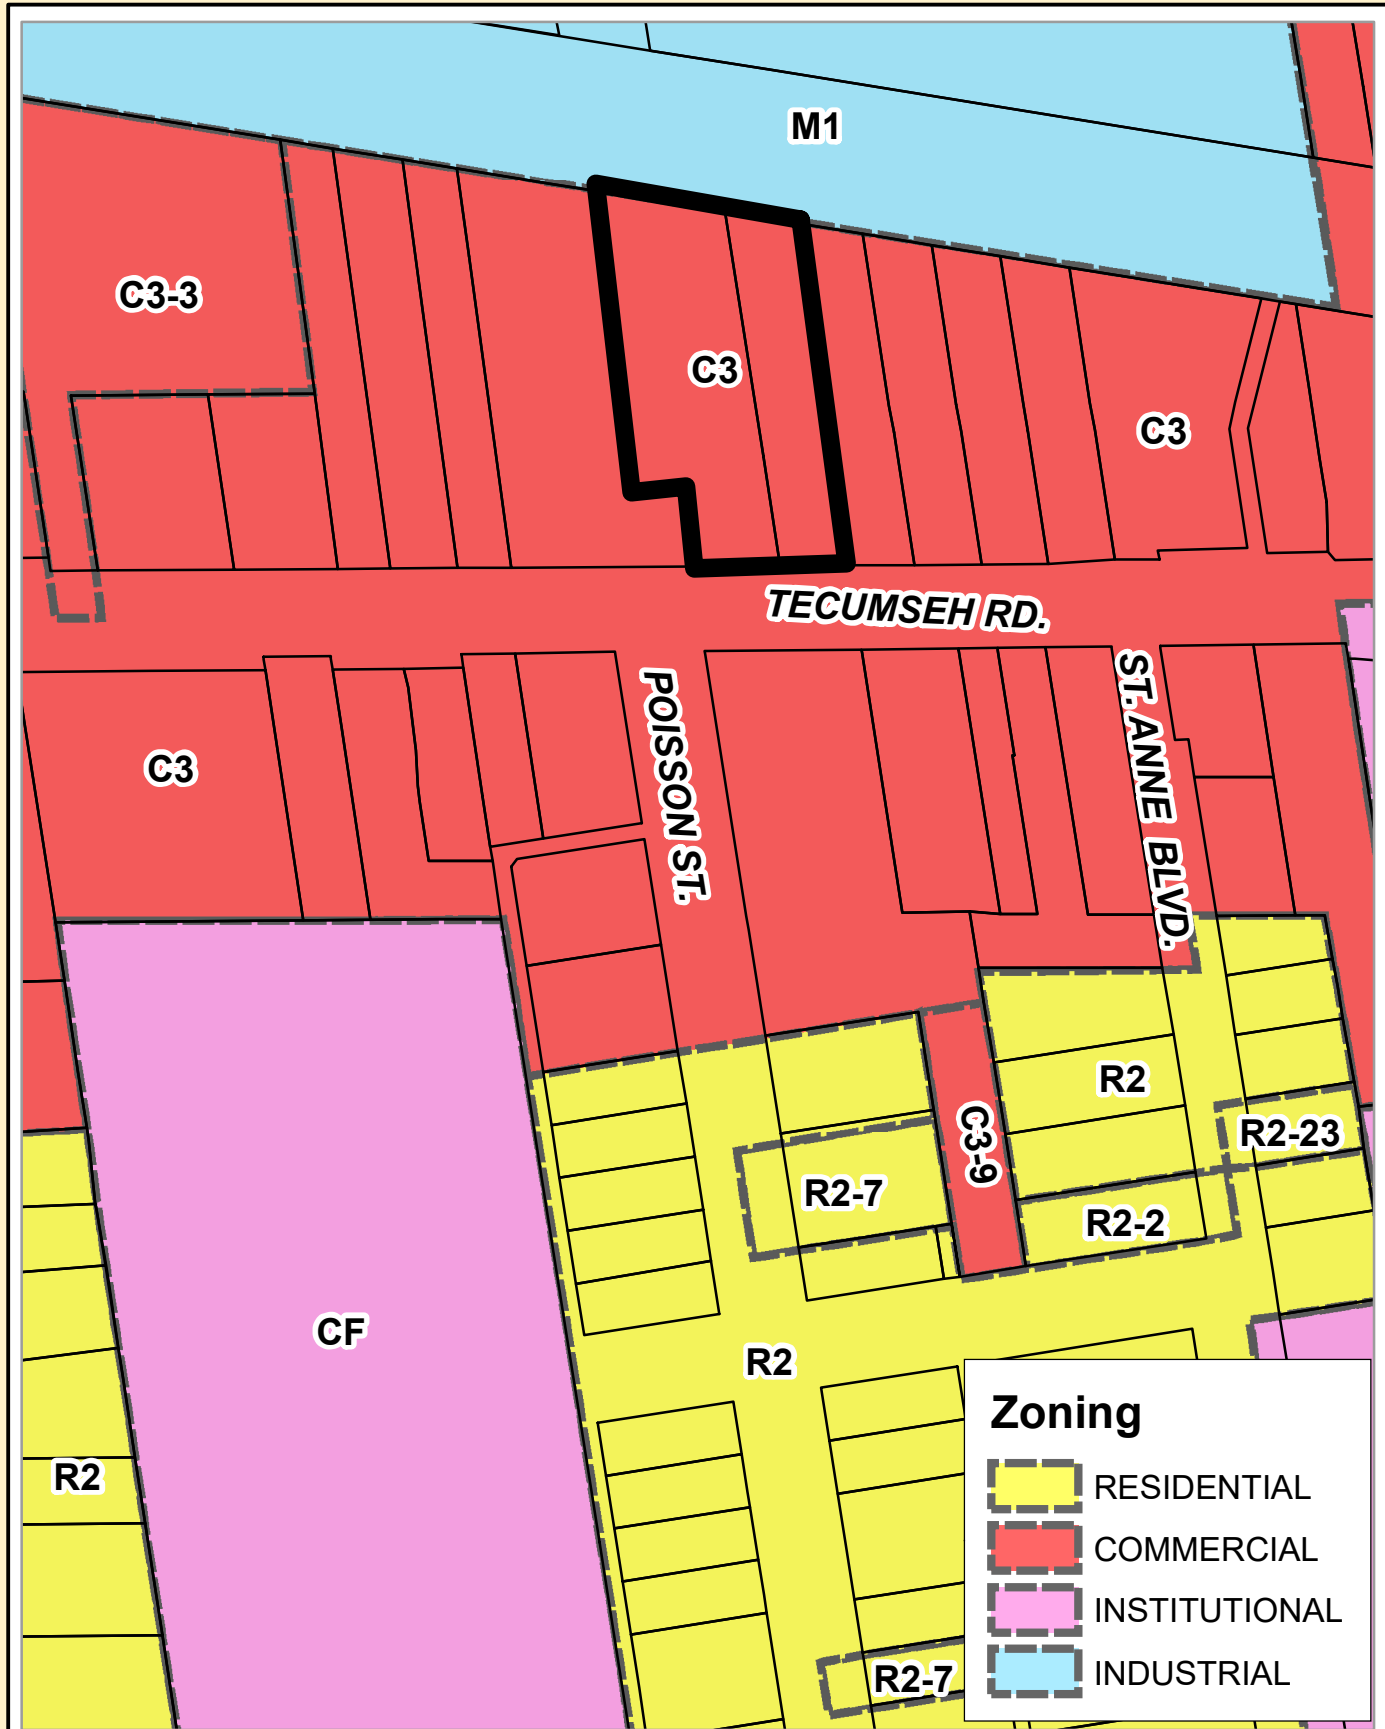 M1
C3-3
C3
C3
TECUMSEH RD.
POISSON ST.
ST. ANNE BLVD.
C3
R2
C3-9
R2-23
R2-7
R2-2
CF
R2
R2
R2-7
Zoning
RESIDENTIAL
COMMERCIAL
INSTITUTIONAL
INDUSTRIAL